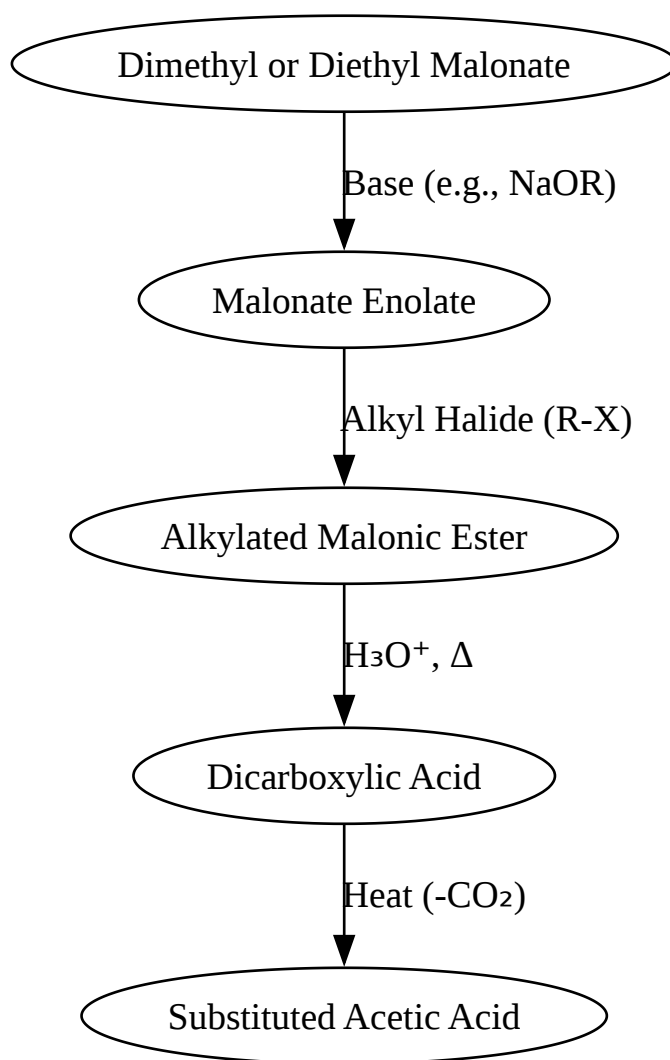 Dimethyl or Diethyl Malonate
Base (e.g., NaOR)
Malonate Enolate
Alkyl Halide (R-X)
Alkylated Malonic Ester
H₃O⁺, Δ
Dicarboxylic Acid
Heat (-CO₂)
Substituted Acetic Acid